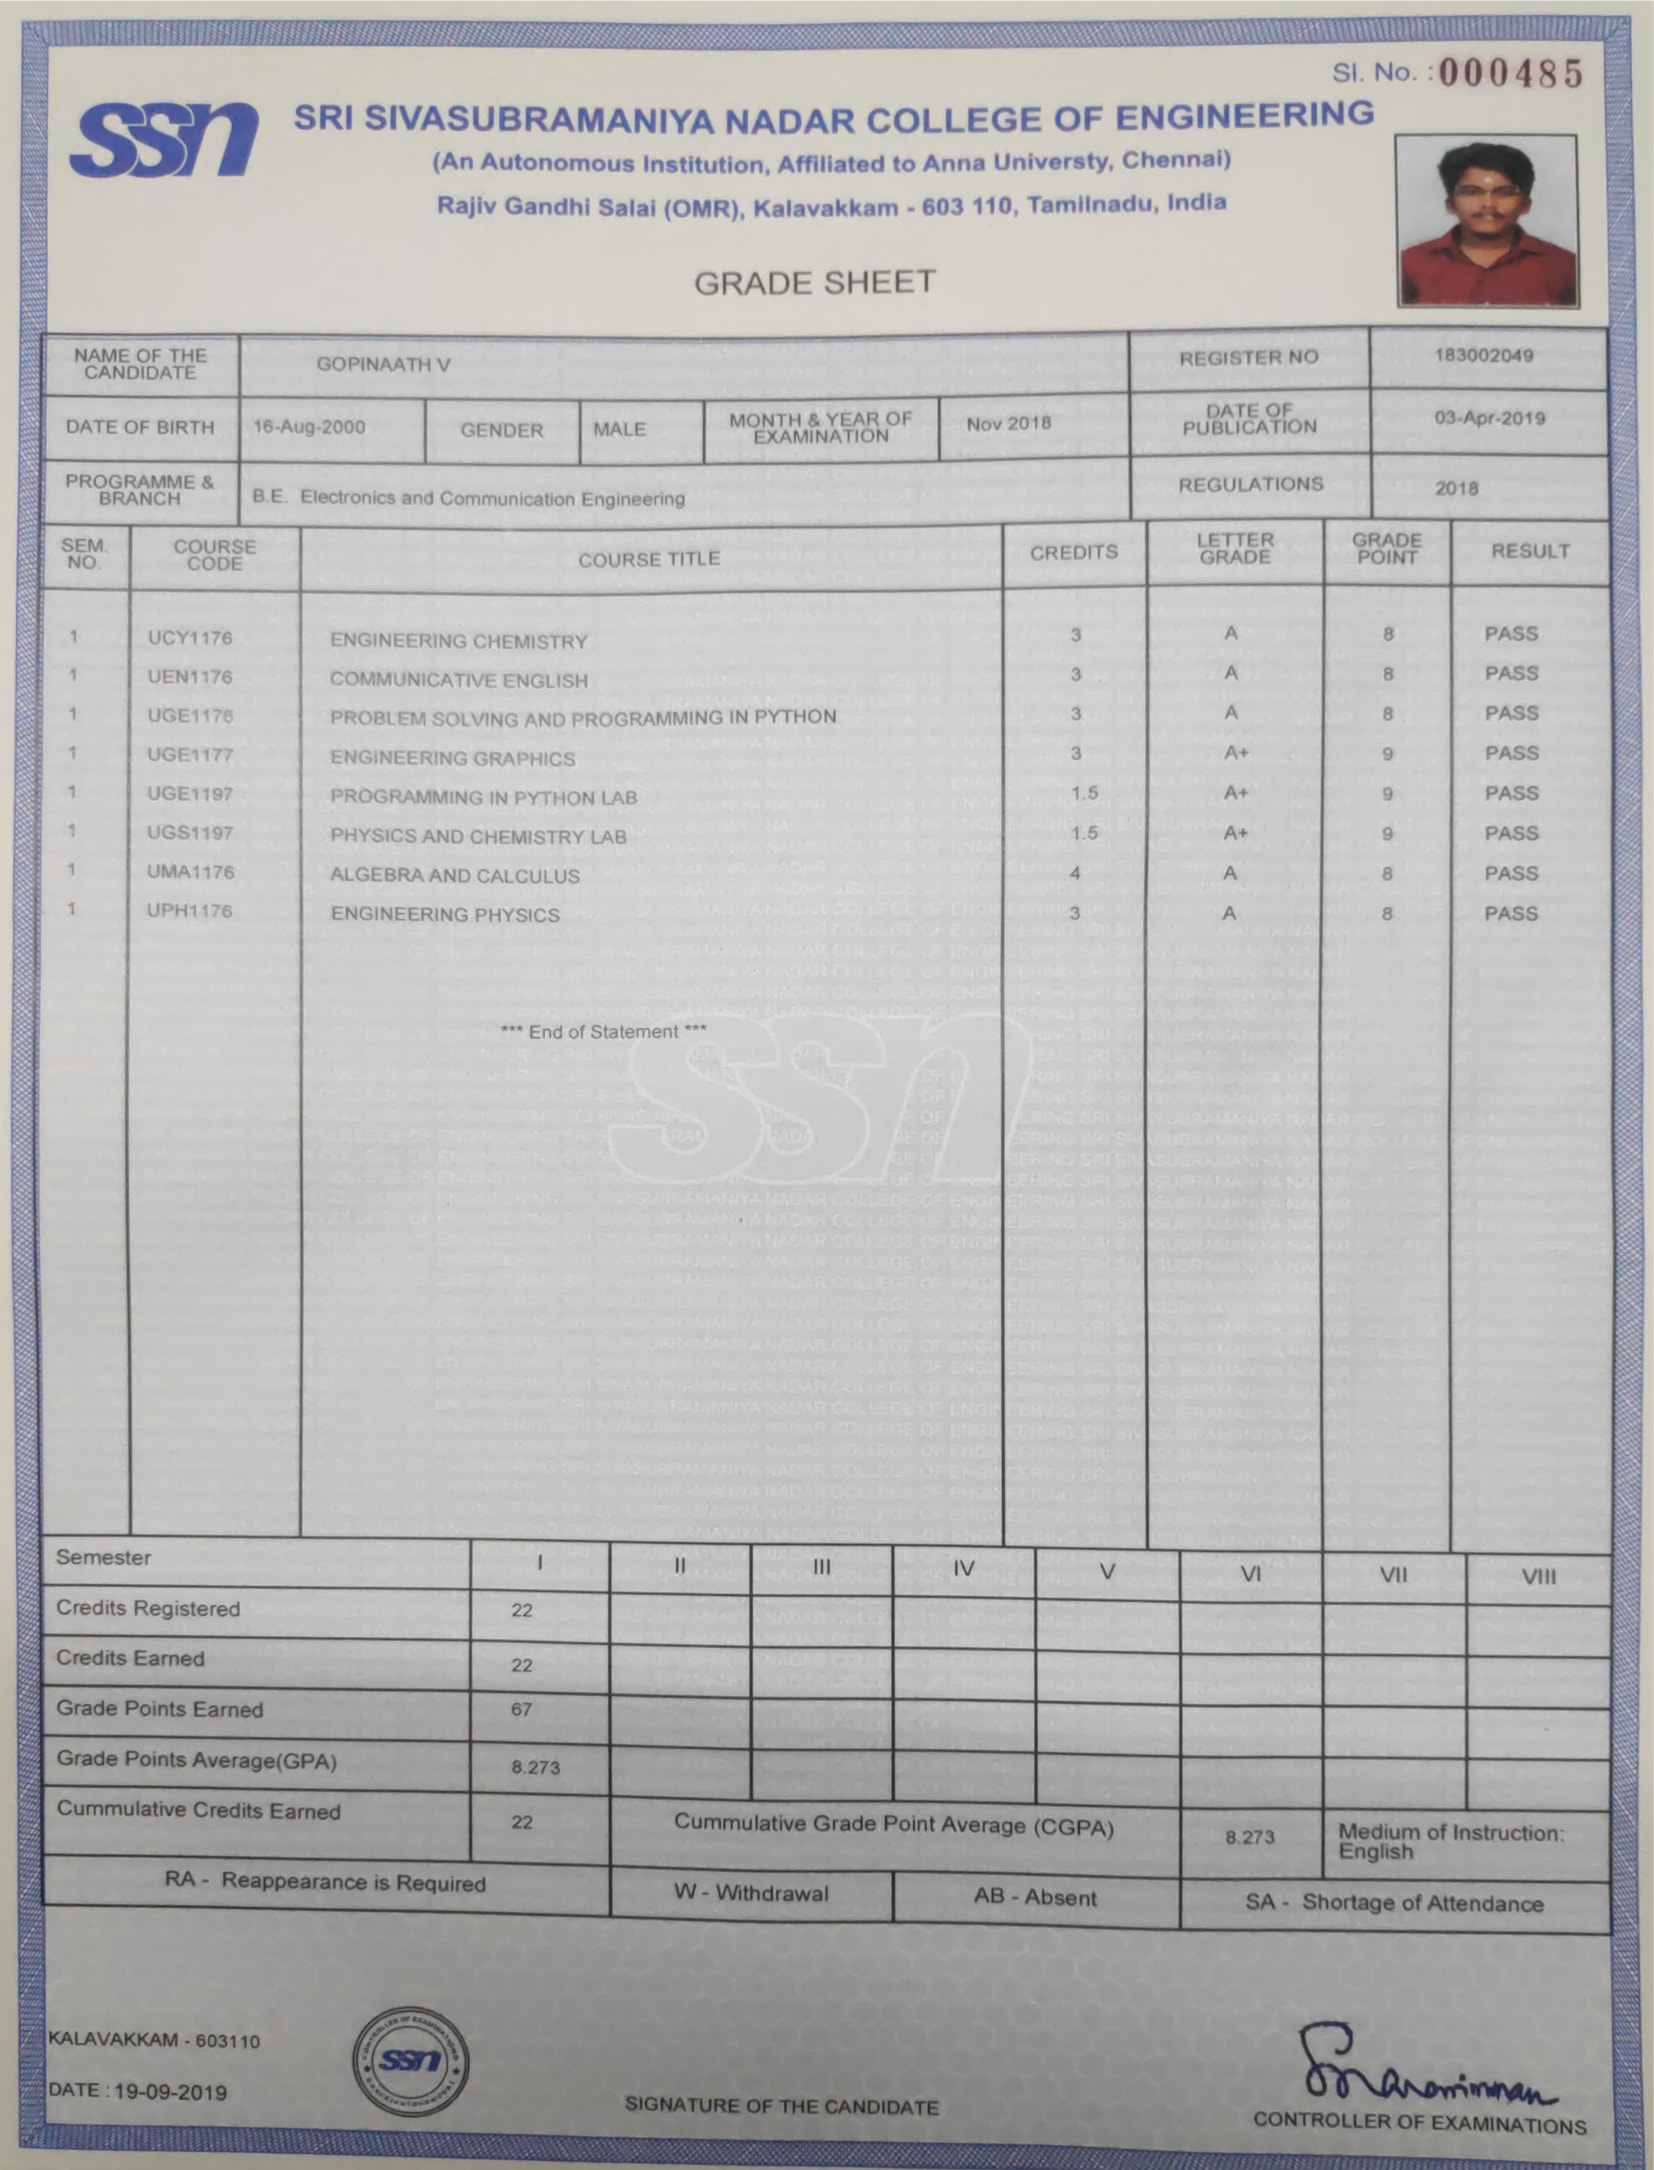 Sl. No. : 000485
ssn
SRI SIVASUBRAMANIYA NADAR COLLEGE OF ENGINEERING
(An Autonomous Institution, Affiliated to Anna Universty, Chennai)
Rajiv Gandhi Salai (OMR), Kalavakkam - 603 110, Tamilnadu, India
GRADE SHEET
NAME OF THE CANDIDATE GOPINAATH V REGISTER NO 183002049
DATE OF BIRTH 16-Aug-2000 GENDER MALE MONTH & YEAR OF EXAMINATION Nov 2018 DATE OF PUBLICATION 03-Apr-2019
PROGRAMME & BRANCH B.E. Electronics and Communication Engineering REGULATIONS 2018
SEM. NO. COURSE CODE COURSE TITLE CREDITS LETTER GRADE GRADE POINT RESULT
1 UCY1176 ENGINEERING CHEMISTRY 3 A 8 PASS
1 UEN1176 COMMUNICATIVE ENGLISH 3 A 8 PASS
1 UGE1176 PROBLEM SOLVING AND PROGRAMMING IN PYTHON 3 A 8 PASS
1 UGE1177 ENGINEERING GRAPHICS 3 A+ 9 PASS
1 UGE1197 PROGRAMMING IN PYTHON LAB 1.5 A+ 9 PASS
1 UGS1197 PHYSICS AND CHEMISTRY LAB 1.5 A+ 9 PASS
1 UMA1176 ALGEBRA AND CALCULUS 4 A 8 PASS
1 UPH1176 ENGINEERING PHYSICS 3 A 8 PASS
*** End of Statement ***
ssn
Semester I II III IV V VI VII VIII
Credits Registered 22
Credits Earned 22
Grade Points Earned 67
Grade Points Average(GPA) 8.273
Cummulative Credits Earned 22 Cummulative Grade Point Average (CGPA) 8.273 Medium of Instruction: English
RA - Reappearance is Required W - Withdrawal AB - Absent SA - Shortage of Attendance
KALAVAKKAM - 603110
DATE : 19-09-2019
CONTROLLER OF EXAMINATIONS
ssn
SIGNATURE OF THE CANDIDATE
CONTROLLER OF EXAMINATIONS